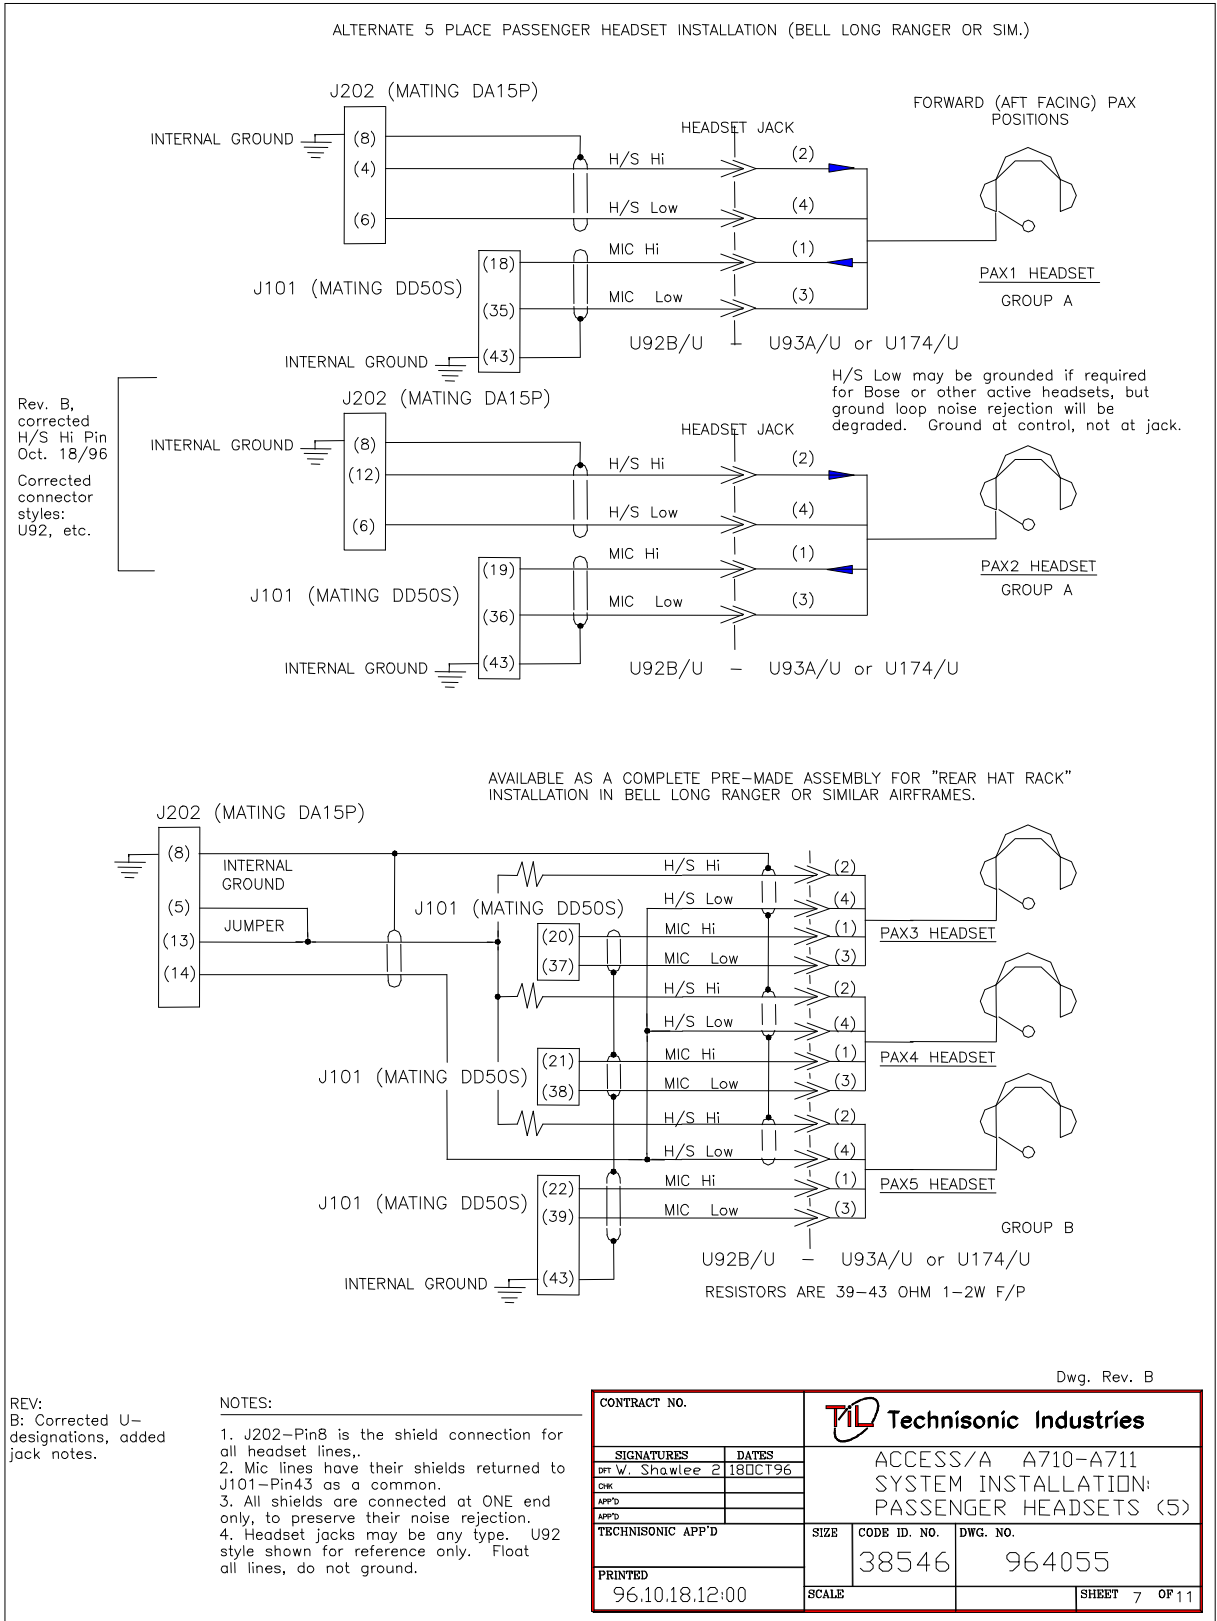 ALTERNATE 5 PLACE PASSENGER HEADSET INSTALLATION (BELL LONG RANGER OR SIM.)
J202 (MATING DA15P)
INTERNAL GROUND
(8)
(4)
(6)
HEADSET JACK
H/S Hi
(2)
H/S Low
(4)
MIC Hi
(1)
MIC Low
(3)
J101 (MATING DD50S)
(18)
(35)
(43)
INTERNAL GROUND
U92B/U - U93A/U or U174/U
FORWARD (AFT FACING) PAX
POSITIONS
PAX1 HEADSET
GROUP A
H/S Low may be grounded if required
for Bose or other active headsets, but
ground loop noise rejection will be
degraded. Ground at control, not at jack.
Rev. B,
corrected
H/S Hi Pin
Oct. 18/96
Corrected
connector
styles:
U92, etc.
J202 (MATING DA15P)
INTERNAL GROUND
(8)
(12)
(6)
HEADSET JACK
H/S Hi
(2)
H/S Low
(4)
MIC Hi
(1)
MIC Low
(3)
J101 (MATING DD50S)
(19)
(36)
(43)
INTERNAL GROUND
U92B/U - U93A/U or U174/U
PAX2 HEADSET
GROUP A
AVAILABLE AS A COMPLETE PRE-MADE ASSEMBLY FOR "REAR HAT RACK"
INSTALLATION IN BELL LONG RANGER OR SIMILAR AIRFRAMES.
J202 (MATING DA15P)
(8)
INTERNAL
GROUND
(5)
JUMPER
(13)
(14)
J101 (MATING DD50S)
(20)
(37)
H/S Hi
(2)
H/S Low
(4)
MIC Hi
(1)
MIC Low
(3)
PAX3 HEADSET
J101 (MATING DD50S)
(21)
(38)
H/S Hi
(2)
H/S Low
(4)
MIC Hi
(1)
MIC Low
(3)
PAX4 HEADSET
J101 (MATING DD50S)
(22)
(39)
(43)
INTERNAL GROUND
H/S Hi
(2)
H/S Low
(4)
MIC Hi
(1)
MIC Low
(3)
PAX5 HEADSET
GROUP B
U92B/U - U93A/U or U174/U
RESISTORS ARE 39-43 OHM 1-2W F/P
Dwg. Rev. B
REV:
B: Corrected U-
designations, added
jack notes.
NOTES:
1. J202-Pin8 is the shield connection for
all headset lines,.
2. Mic lines have their shields returned to
J101-Pin43 as a common.
3. All shields are connected at ONE end
only, to preserve their noise rejection.
4. Headset jacks may be any type. U92
style shown for reference only. Float
all lines, do not ground.
CONTRACT NO.
SIGNATURES DATES
DFT W. Shawlee 2 18OCT96
CHK
APP'D
APP'D
TECHNISONIC APP'D
PRINTED
96.10.18.12:00
TiL Technisonic Industries
ACCESS/A A710-A711
SYSTEM INSTALLATION:
PASSENGER HEADSETS (5)
SIZE
CODE ID. NO.
38546
DWG. NO.
964055
SCALE
SHEET 7 OF 11